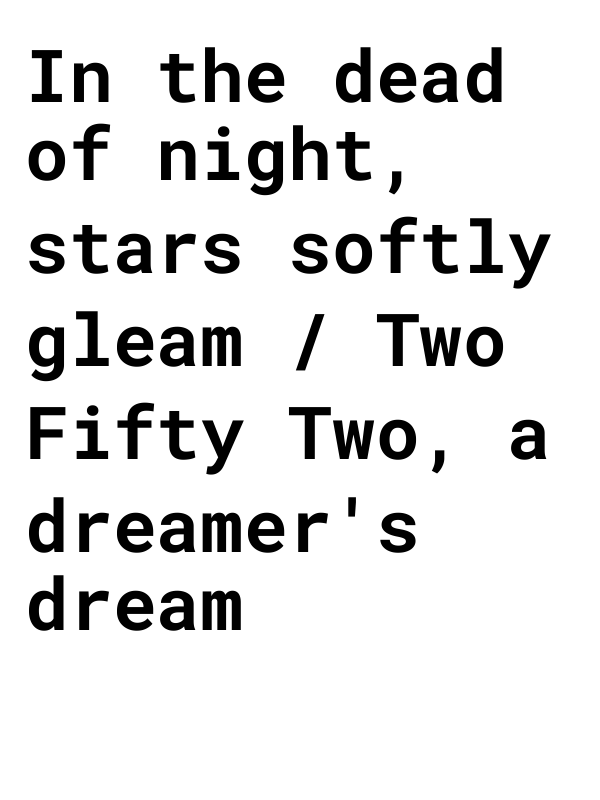 In the dead
of night,
stars softly
gleam / Two
Fifty Two, a
dreamer's
dream